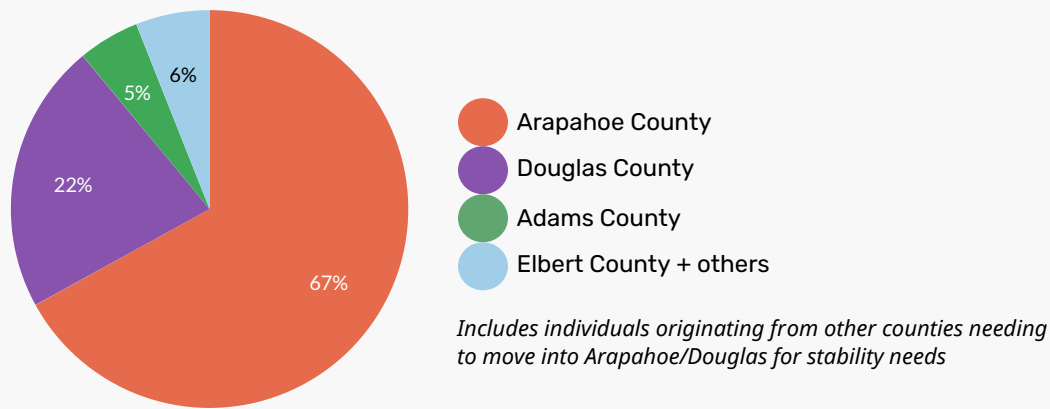 6%
5%
22%
67%
Arapahoe County
Douglas County
Adams County
Elbert County + others
Includes individuals originating from other counties needing
to move into Arapahoe/Douglas for stability needs